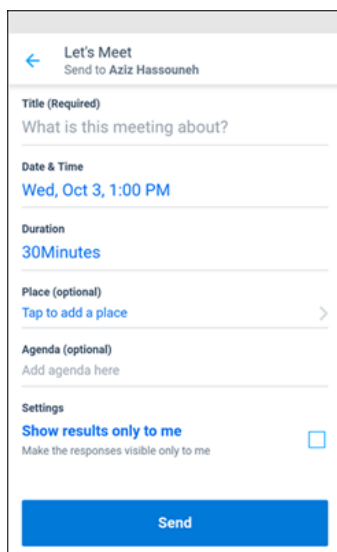 Let's Meet
Send to Aziz Hassouneh
Title (Required)
What is this meeting about?
Date & Time
Wed, Oct 3, 1:00 PM
Duration
30Minutes
Place (optional)
Tap to add a place
Agenda (optional)
Add agenda here
Settings
Show results only to me
Make the responses visible only to me
Send